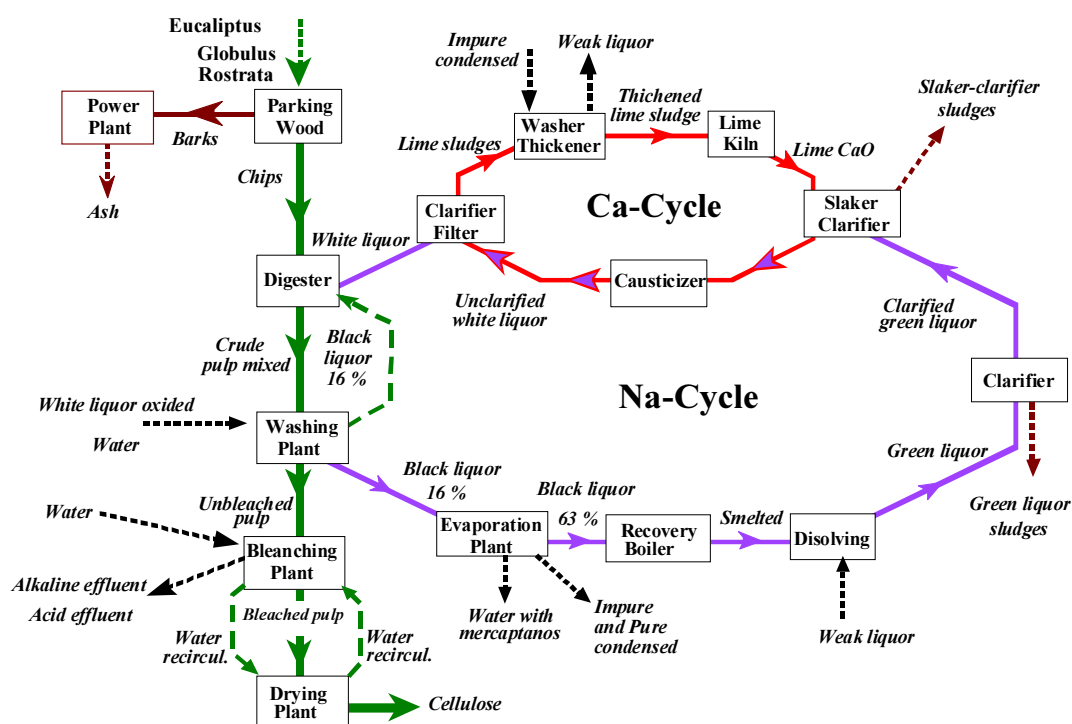 Eucaliptus
Globulus
Rostrata
Impure
condensed
Weak liquor
Slaker-clarifier
sludges
Power
Plant
Barks
Parking
Wood
Washer
Thickener
Thichened
lime sludge
Lime
Kiln
Lime sludges
Lime CaO
Ash
Chips
Clarifier
Filter
Ca-Cycle
Slaker
Clarifier
White liquor
Digester
Causticizer
Unclarified
white liquor
Clarified
green liquor
Crude
pulp mixed
Black
liquor
16 %
Na-Cycle
Clarifier
White liquor oxided
Water
Washing
Plant
Black liquor
16 %
Green liquor
Unbleached
pulp
Water
Black liquor
63 %
Smelted
Green liquor
sludges
Bleanching
Plant
Evaporation
Plant
Recovery
Boiler
Disolving
Alkaline effluent
Acid effluent
Bleached pulp
Water with
mercaptanos
Impure
and Pure
condensed
Weak liquor
Water
recircul.
Water
recircul.
Drying
Plant
Cellulose